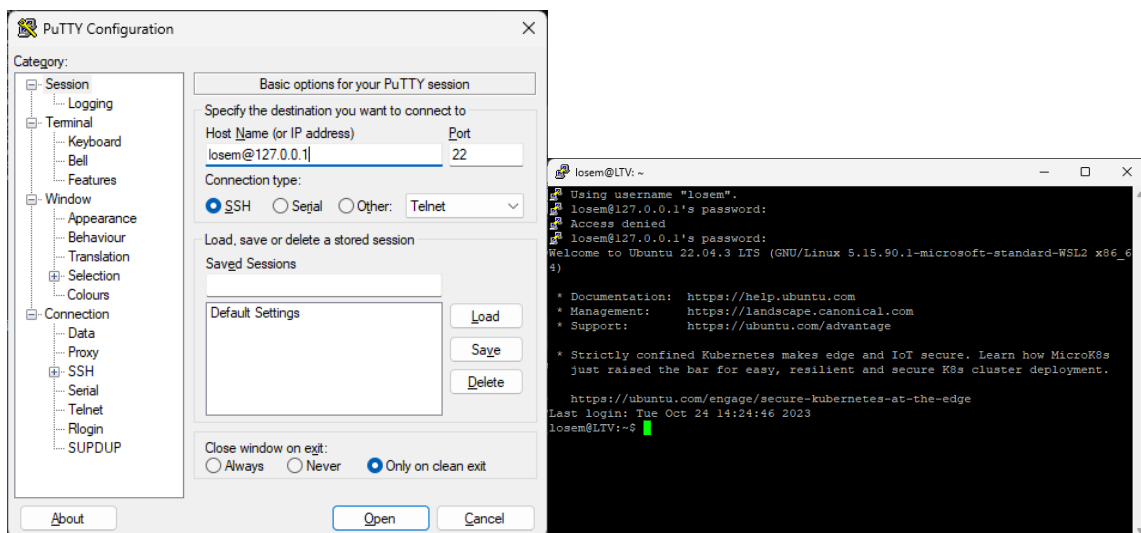 PuTTY Configuration
Category:
Session
Logging
Terminal
Keyboard
Bell
Features
Window
Appearance
Behaviour
Translation
Selection
Colours
Connection
Data
Proxy
SSH
Serial
Telnet
Rlogin
SUPDUP
Basic options for your PuTTY session
Specify the destination you want to connect to
Host Name (or IP address) Port
losem@127.0.0.1 22
Connection type:
SSH Serial Other: Telnet
Load, save or delete a stored session
Saved Sessions
Default Settings
Load
Save
Delete
Close window on exit:
Always Never Only on clean exit
About Open Cancel
losem@LTV: ~
Using username "losem".
losem@127.0.0.1's password:
Access denied
losem@127.0.0.1's password:
Welcome to Ubuntu 22.04.3 LTS (GNU/Linux 5.15.90.1-microsoft-standard-WSL2 x86_6
4)
* Documentation: https://help.ubuntu.com
* Management: https://landscape.canonical.com
* Support: https://ubuntu.com/advantage
* Strictly confined Kubernetes makes edge and IoT secure. Learn how MicroK8s
just raised the bar for easy, resilient and secure K8s cluster deployment.
https://ubuntu.com/engage/secure-kubernetes-at-the-edge
Last login: Tue Oct 24 14:24:46 2023
losem@LTV:~$